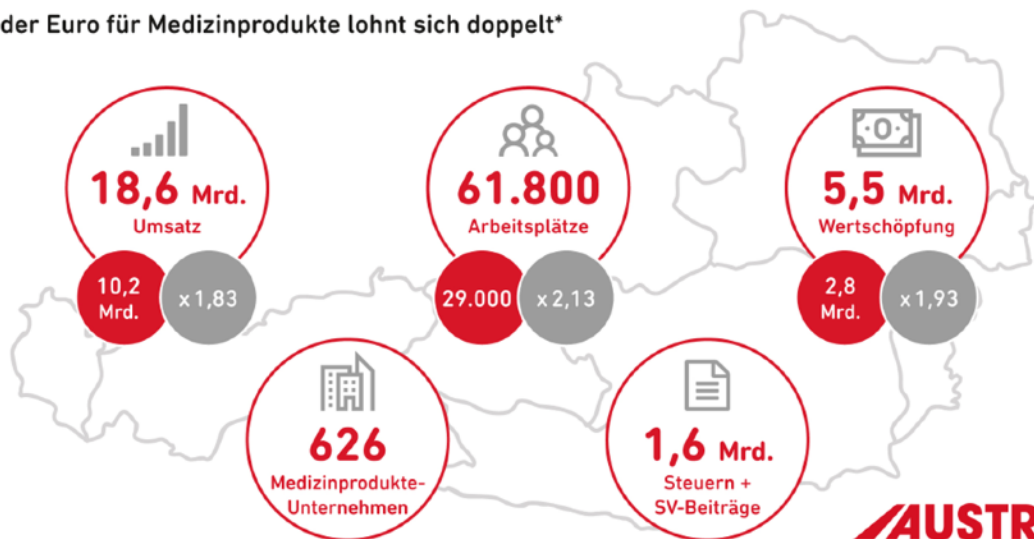 der Euro für Medizinprodukte lohnt sich doppelt*
18,6 Mrd.
Umsatz
10,2
Mrd.
x 1,83
61.800
Arbeitsplätze
29.000
x 2,13
5,5 Mrd.
Wertschöpfung
2,8
Mrd.
x 1,93
626
Medizinprodukte-
Unternehmen
1,6 Mrd.
Steuern +
SV-Beiträge
AUSTR